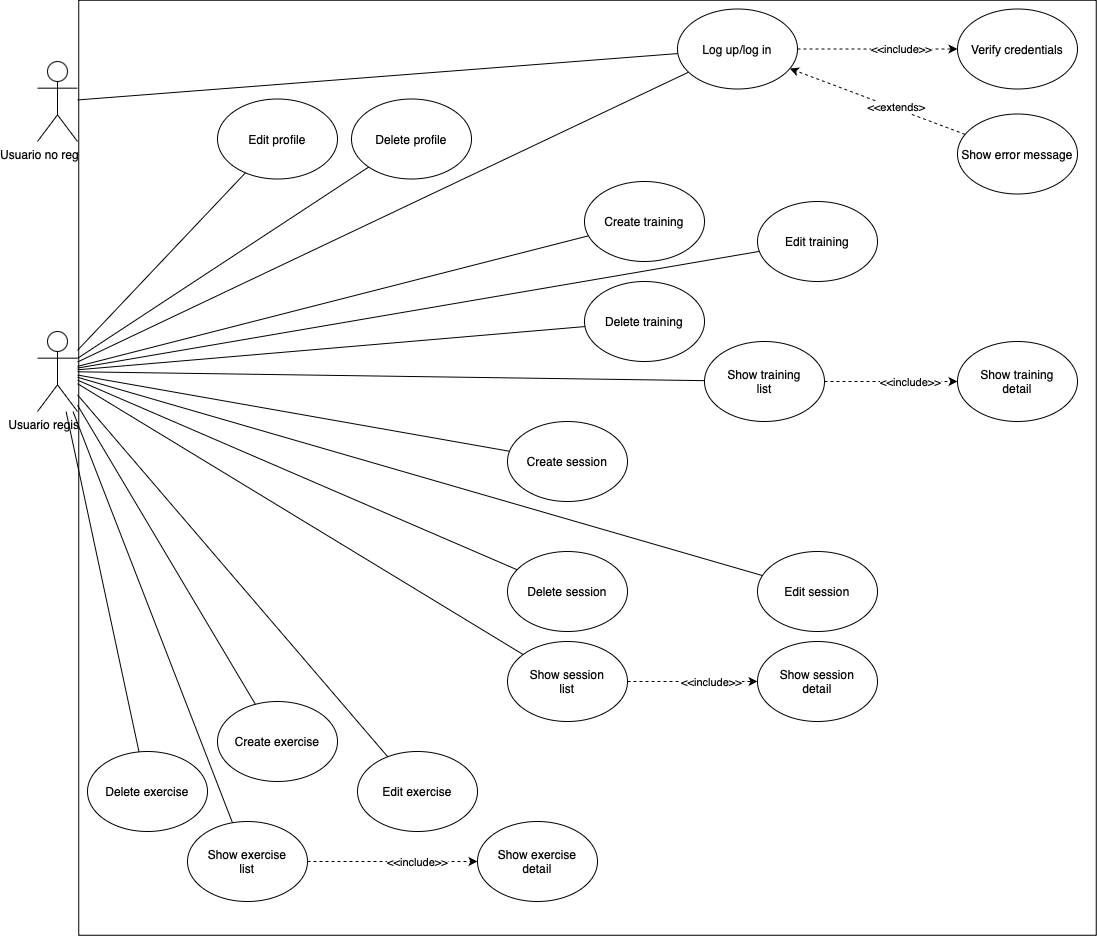 Log up/log in
<<include>>
Verify credentials
<<extends>>
Show error message
Usuario no reg
Edit profile
Delete profile
Create training
Edit training
Delete training
Show training
list
<<include>>
Show training
detail
Usuario regis
Create session
Delete session
Edit session
Show session
list
<<include>>
Show session
detail
Create exercise
Delete exercise
Edit exercise
Show exercise
list
<<include>>
Show exercise
detail